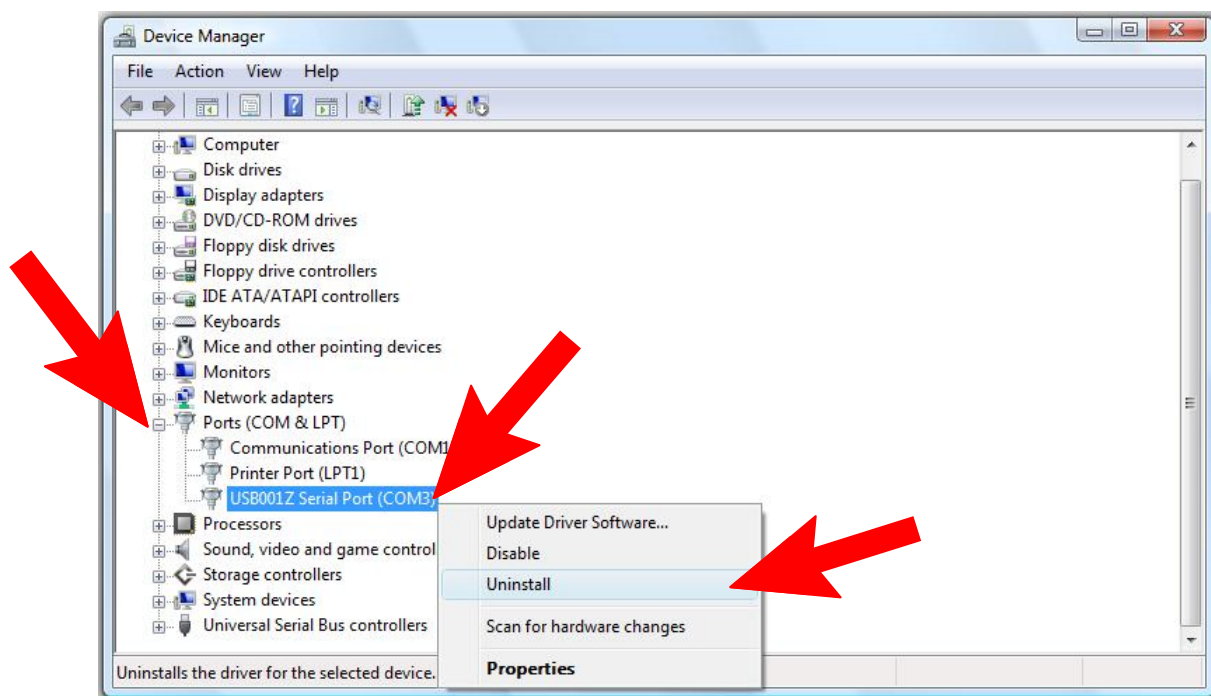 Device Manager
File Action View Help
Computer
Disk drives
Display adapters
DVD/CD-ROM drives
Floppy disk drives
Floppy drive controllers
IDE ATA/ATAPI controllers
Keyboards
Mice and other pointing devices
Monitors
Network adapters
Ports (COM & LPT)
Communications Port (COM1
Printer Port (LPT1)
USB001Z Serial Port (COM3)
Processors
Sound, video and game control
Storage controllers
System devices
Universal Serial Bus controllers
Update Driver Software...
Disable
Uninstall
Scan for hardware changes
Properties
Uninstalls the driver for the selected device.